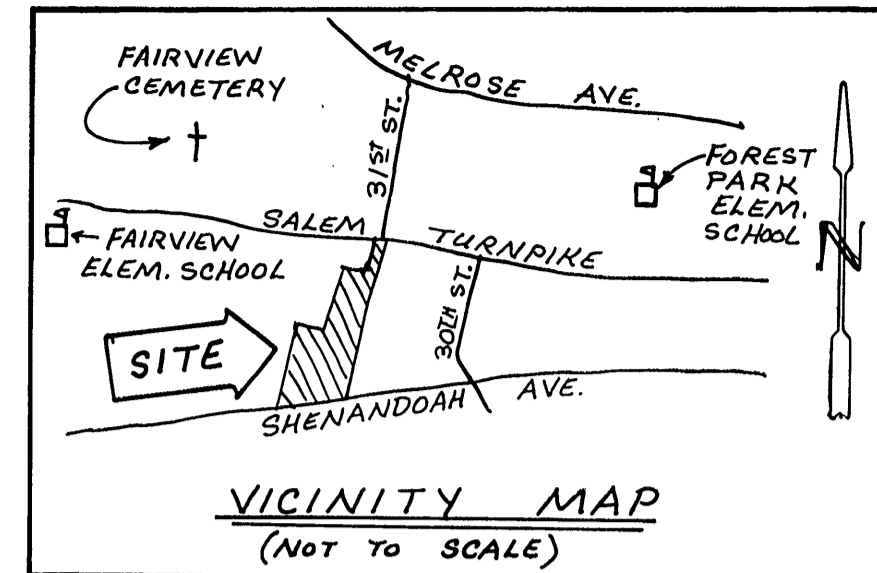 FAIRVIEW
CEMETERY
MELROSE AVE.
31ST ST.
FOREST
PARK
ELEM.
SCHOOL
SALEM TURNPIKE
FAIRVIEW
ELEM. SCHOOL
N
30TH ST.
SITE
SHENANDOAH AVE.
VICINITY MAP
(NOT TO SCALE)